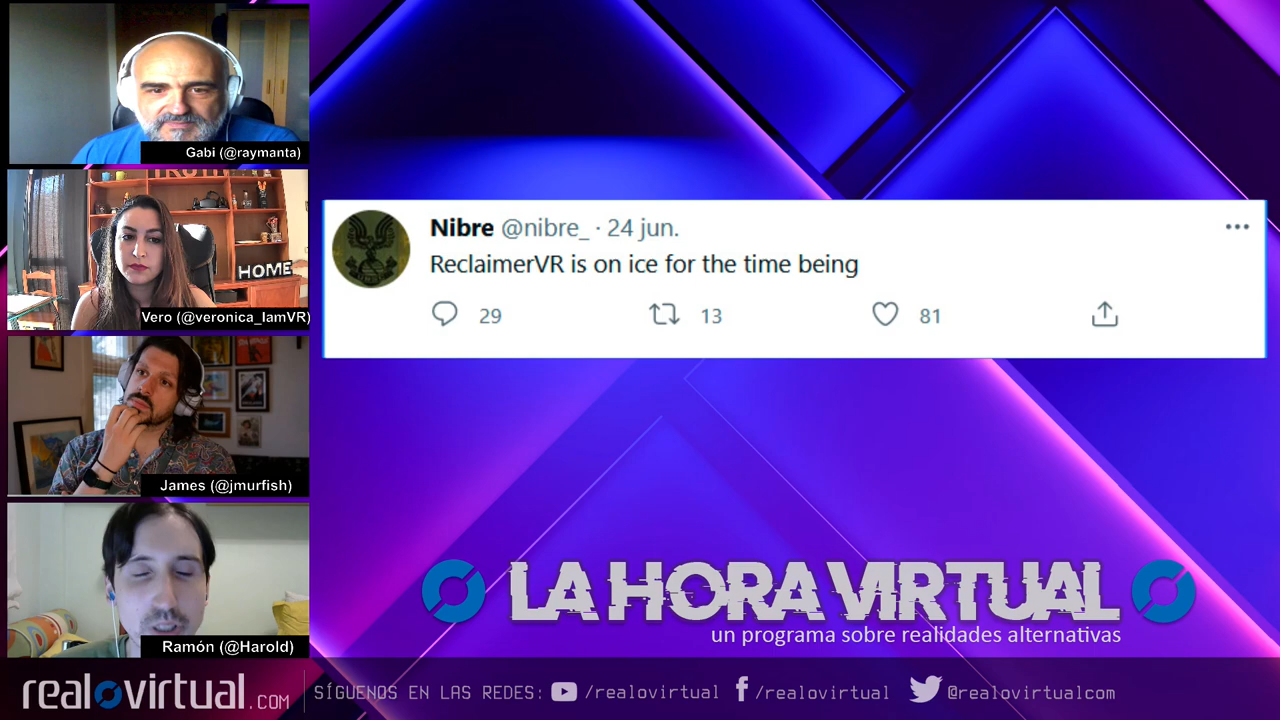 Gabi (@raymanta)
TRUTH
HOME
Vero (@veronica_IamVR)
James (@jmurfish)
Ramón (@Harold)
Nibre @nibre_ · 24 jun.
ReclaimerVR is on ice for the time being
29 13 81
LA HORA VIRTUAL
un programa sobre realidades alternativas
realovirtual.COM SÍGUENOS EN LAS REDES: /realovirtual /realovirtual @realovirtualcom